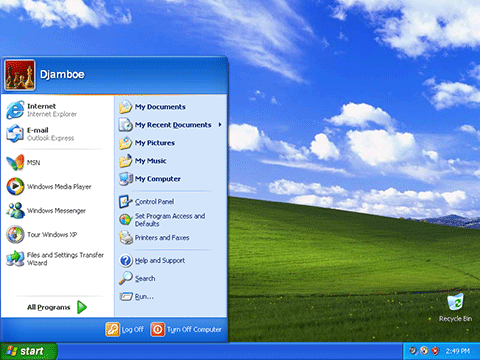 Djamboe
Internet
Internet Explorer
E-mail
Outlook Express
MSN
Windows Media Player
Windows Messenger
Tour Windows XP
Files and Settings Transfer
Wizard
All Programs
My Documents
My Recent Documents
My Pictures
My Music
My Computer
Control Panel
Set Program Access and
Defaults
Printers and Faxes
Help and Support
Search
Run...
Log Off
Turn Off Computer
Recycle Bin
start
2:49 PM